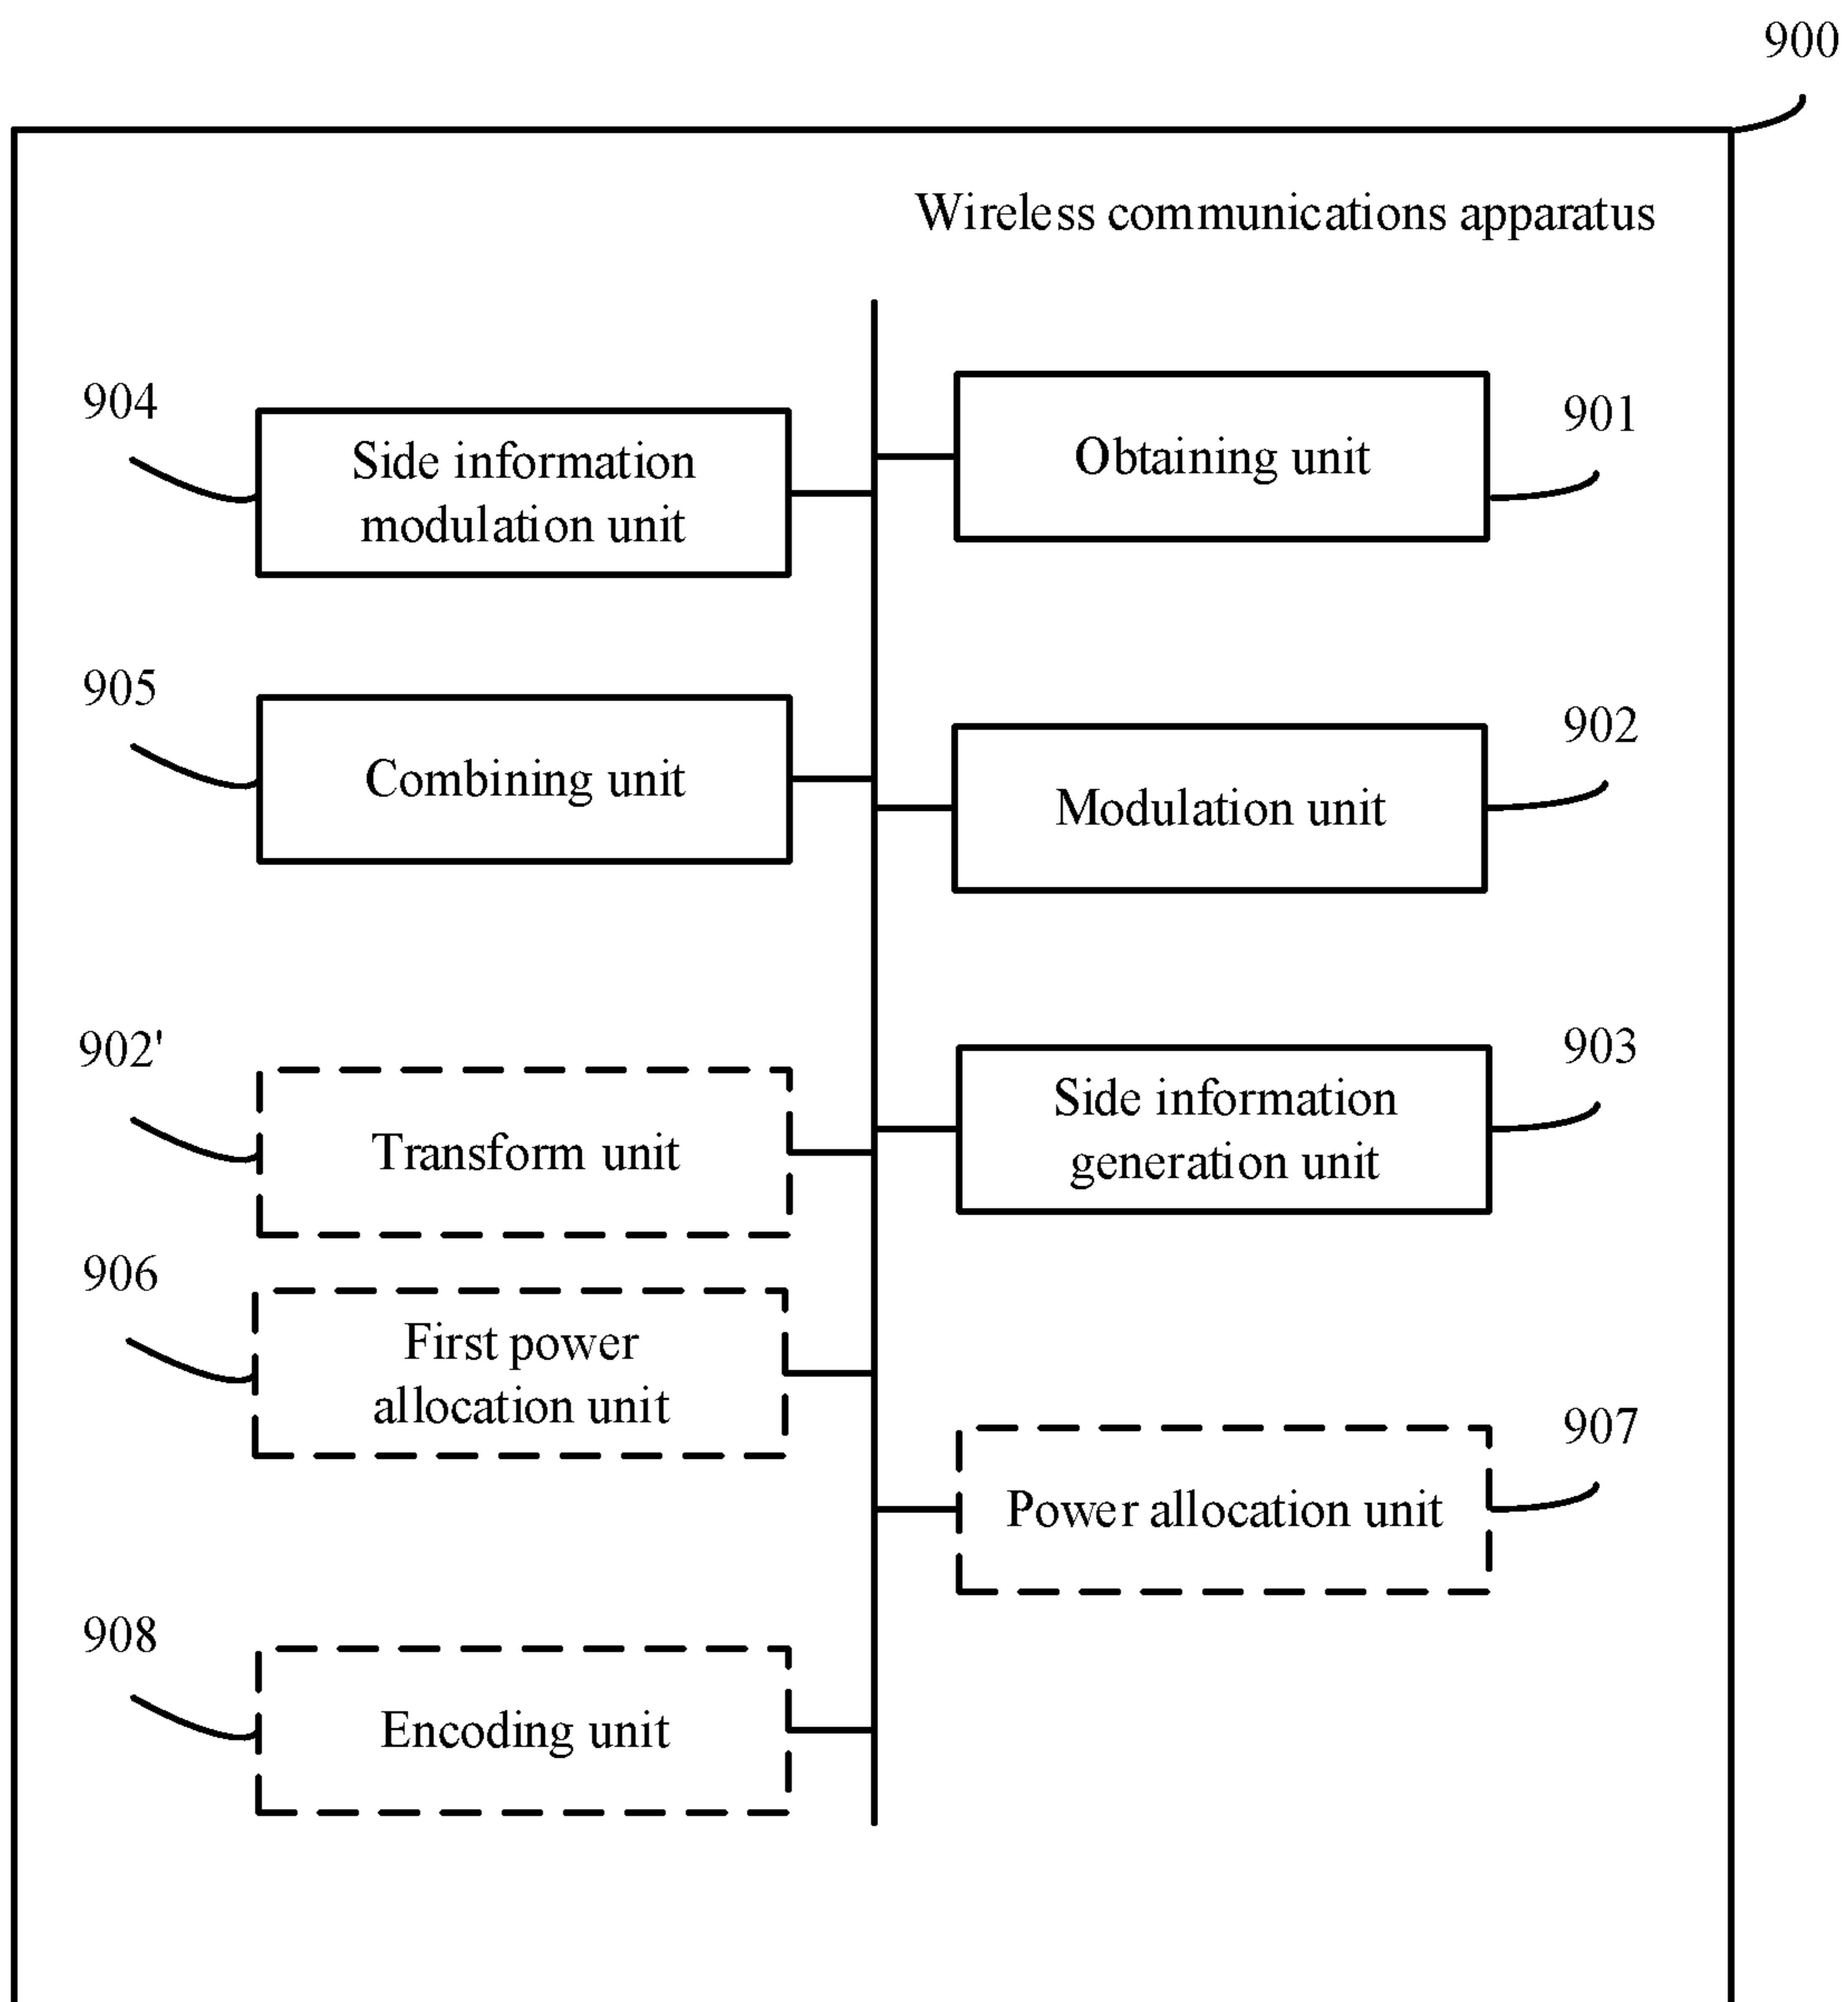 900
Wireless communications apparatus
904
Side information
modulation unit
901
Obtaining unit
905
Combining unit
902
Modulation unit
902'
Transform unit
903
Side information
generation unit
906
First power
allocation unit
907
Power allocation unit
908
Encoding unit